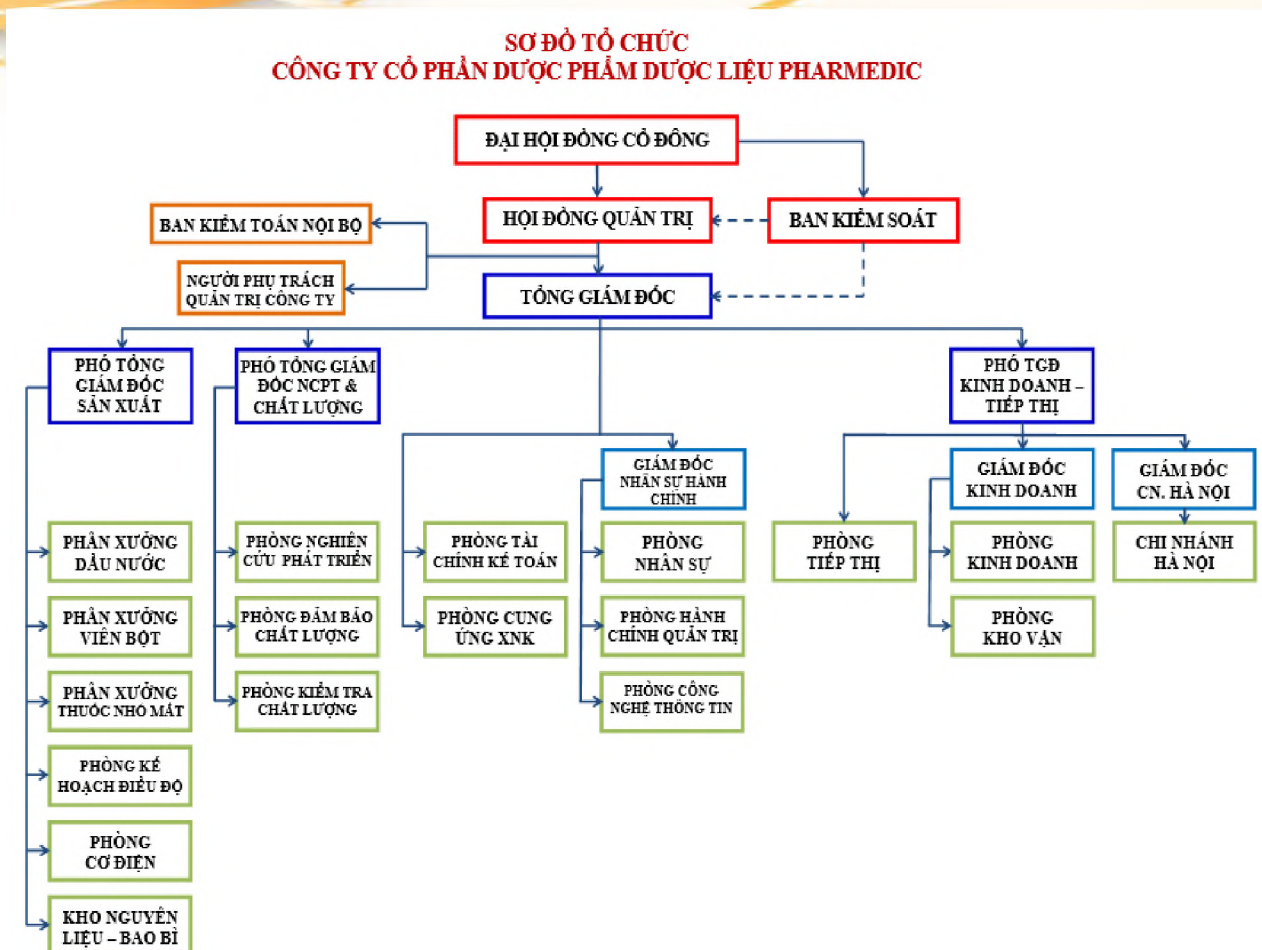 SƠ ĐỒ TỔ CHỨC
CÔNG TY CỔ PHẦN DƯỢC PHẨM DƯỢC LIỆU PHARMEDIC
ĐẠI HỘI ĐỒNG CỔ ĐÔNG
BAN KIỂM TOÁN NỘI BỘ
HỘI ĐỒNG QUẢN TRỊ
BAN KIỂM SOÁT
NGƯỜI PHỤ TRÁCH
QUẢN TRỊ CÔNG TY
TỔNG GIÁM ĐỐC
PHÓ TỔNG
GIÁM ĐỐC
SẢN XUẤT
PHÓ TỔNG GIÁM
ĐỐC NCPT &
CHẤT LƯỢNG
PHÓ TGĐ
KINH DOANH –
TIẾP THỊ
GIÁM ĐỐC
NHÂN SỰ HÀNH
CHÍNH
GIÁM ĐỐC
KINH DOANH
GIÁM ĐỐC
CN. HÀ NỘI
PHÂN XƯỞNG
DẦU NƯỚC
PHÒNG NGHIÊN
CỨU PHÁT TRIỂN
PHÒNG TÀI
CHÍNH KẾ TOÁN
PHÒNG
NHÂN SỰ
PHÒNG
TIẾP THỊ
PHÒNG
KINH DOANH
CHI NHÁNH
HÀ NỘI
PHÂN XƯỞNG
VIÊN BỘT
PHÒNG ĐẢM BẢO
CHẤT LƯỢNG
PHÒNG CUNG
ỨNG XNK
PHÒNG HÀNH
CHÍNH QUẢN TRỊ
PHÒNG
KHO VẬN
PHÂN XƯỞNG
THUỐC NHỎ MẮT
PHÒNG KIỂM TRA
CHẤT LƯỢNG
PHÒNG CÔNG
NGHỆ THÔNG TIN
PHÒNG KẾ
HOẠCH ĐIỀU ĐỘ
PHÒNG
CƠ ĐIỆN
KHO NGUYÊN
LIỆU – BAO BÌ